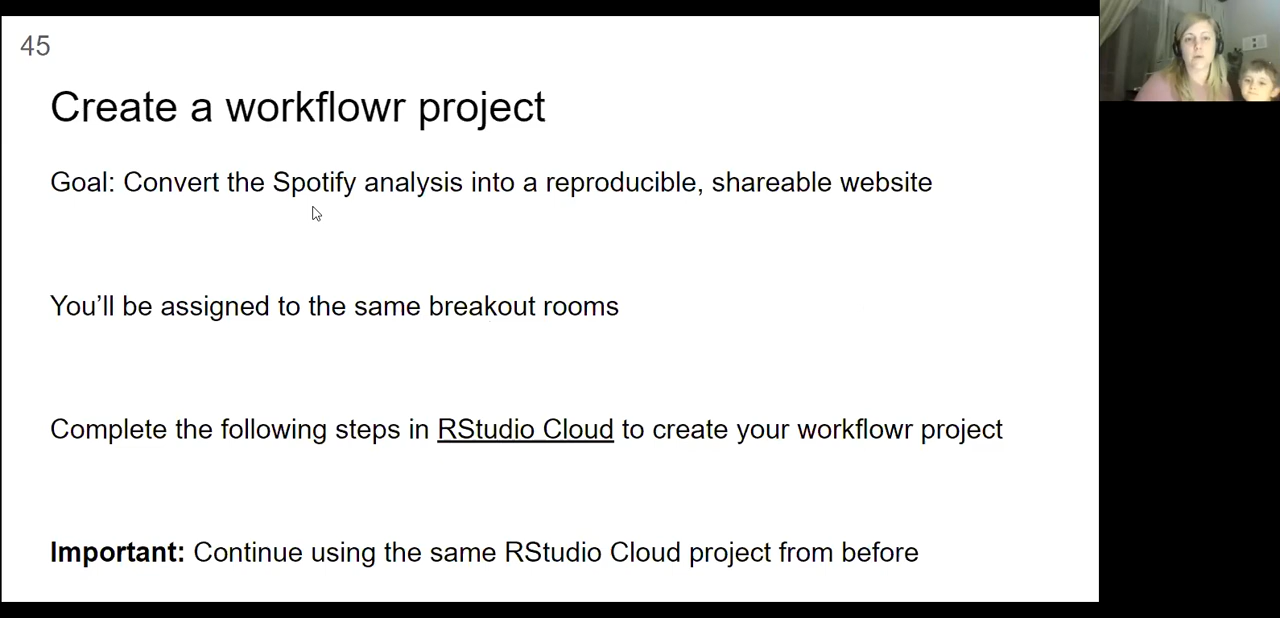 45
Create a workflowr project
Goal: Convert the Spotify analysis into a reproducible, shareable website
You’ll be assigned to the same breakout rooms
Complete the following steps in RStudio Cloud to create your workflowr project
Important: Continue using the same RStudio Cloud project from before